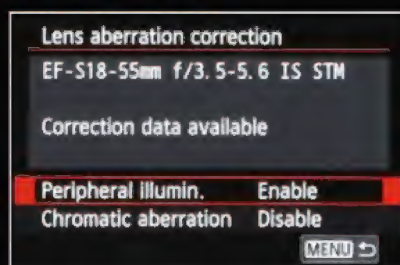 Lens aberration correction
EF-S18-55mm f/3.5-5.6 IS STM
Correction data available
Peripheral illumin. Enable
Chromatic aberration Disable
MENU